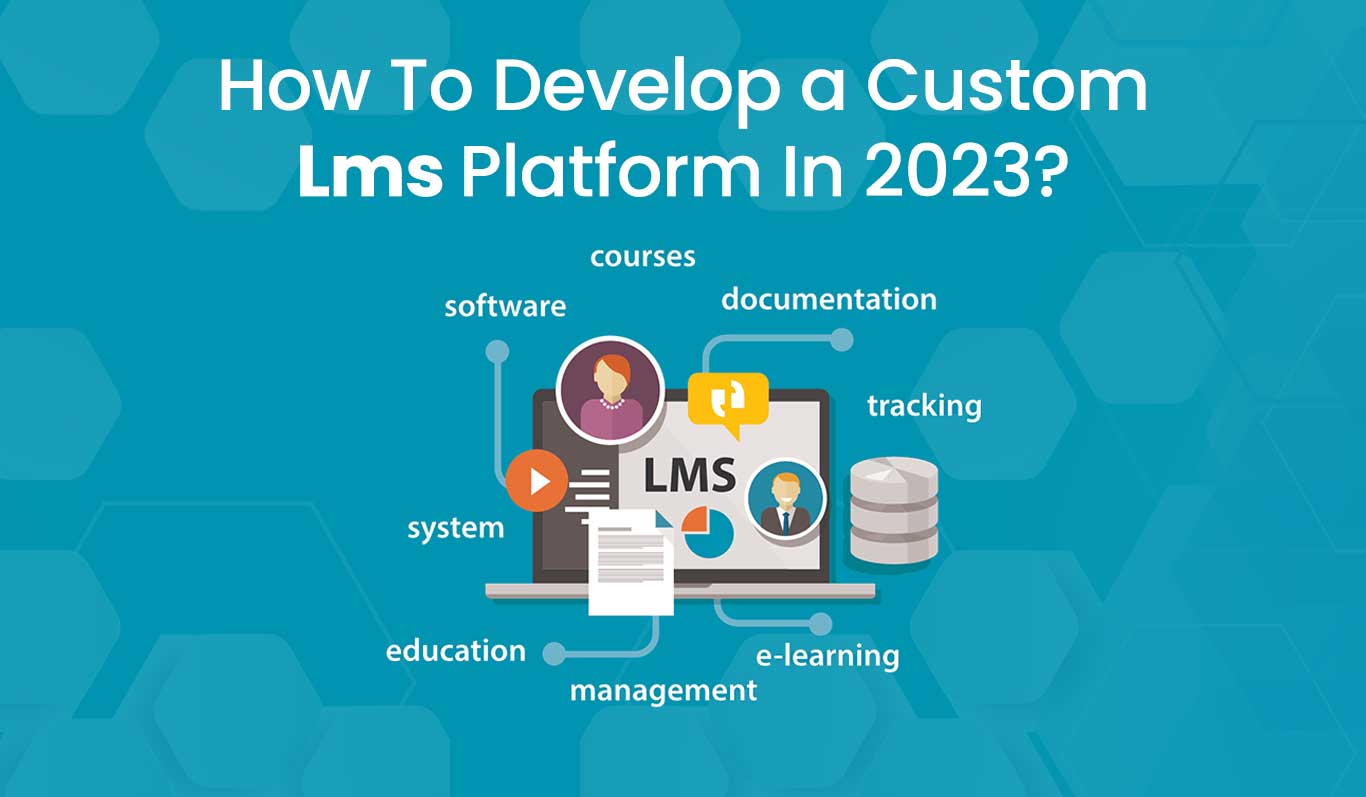 How To Develop a Custom
Lms Platform In 2023?
courses
software
documentation
tracking
LMS
system
education
e-learning
management